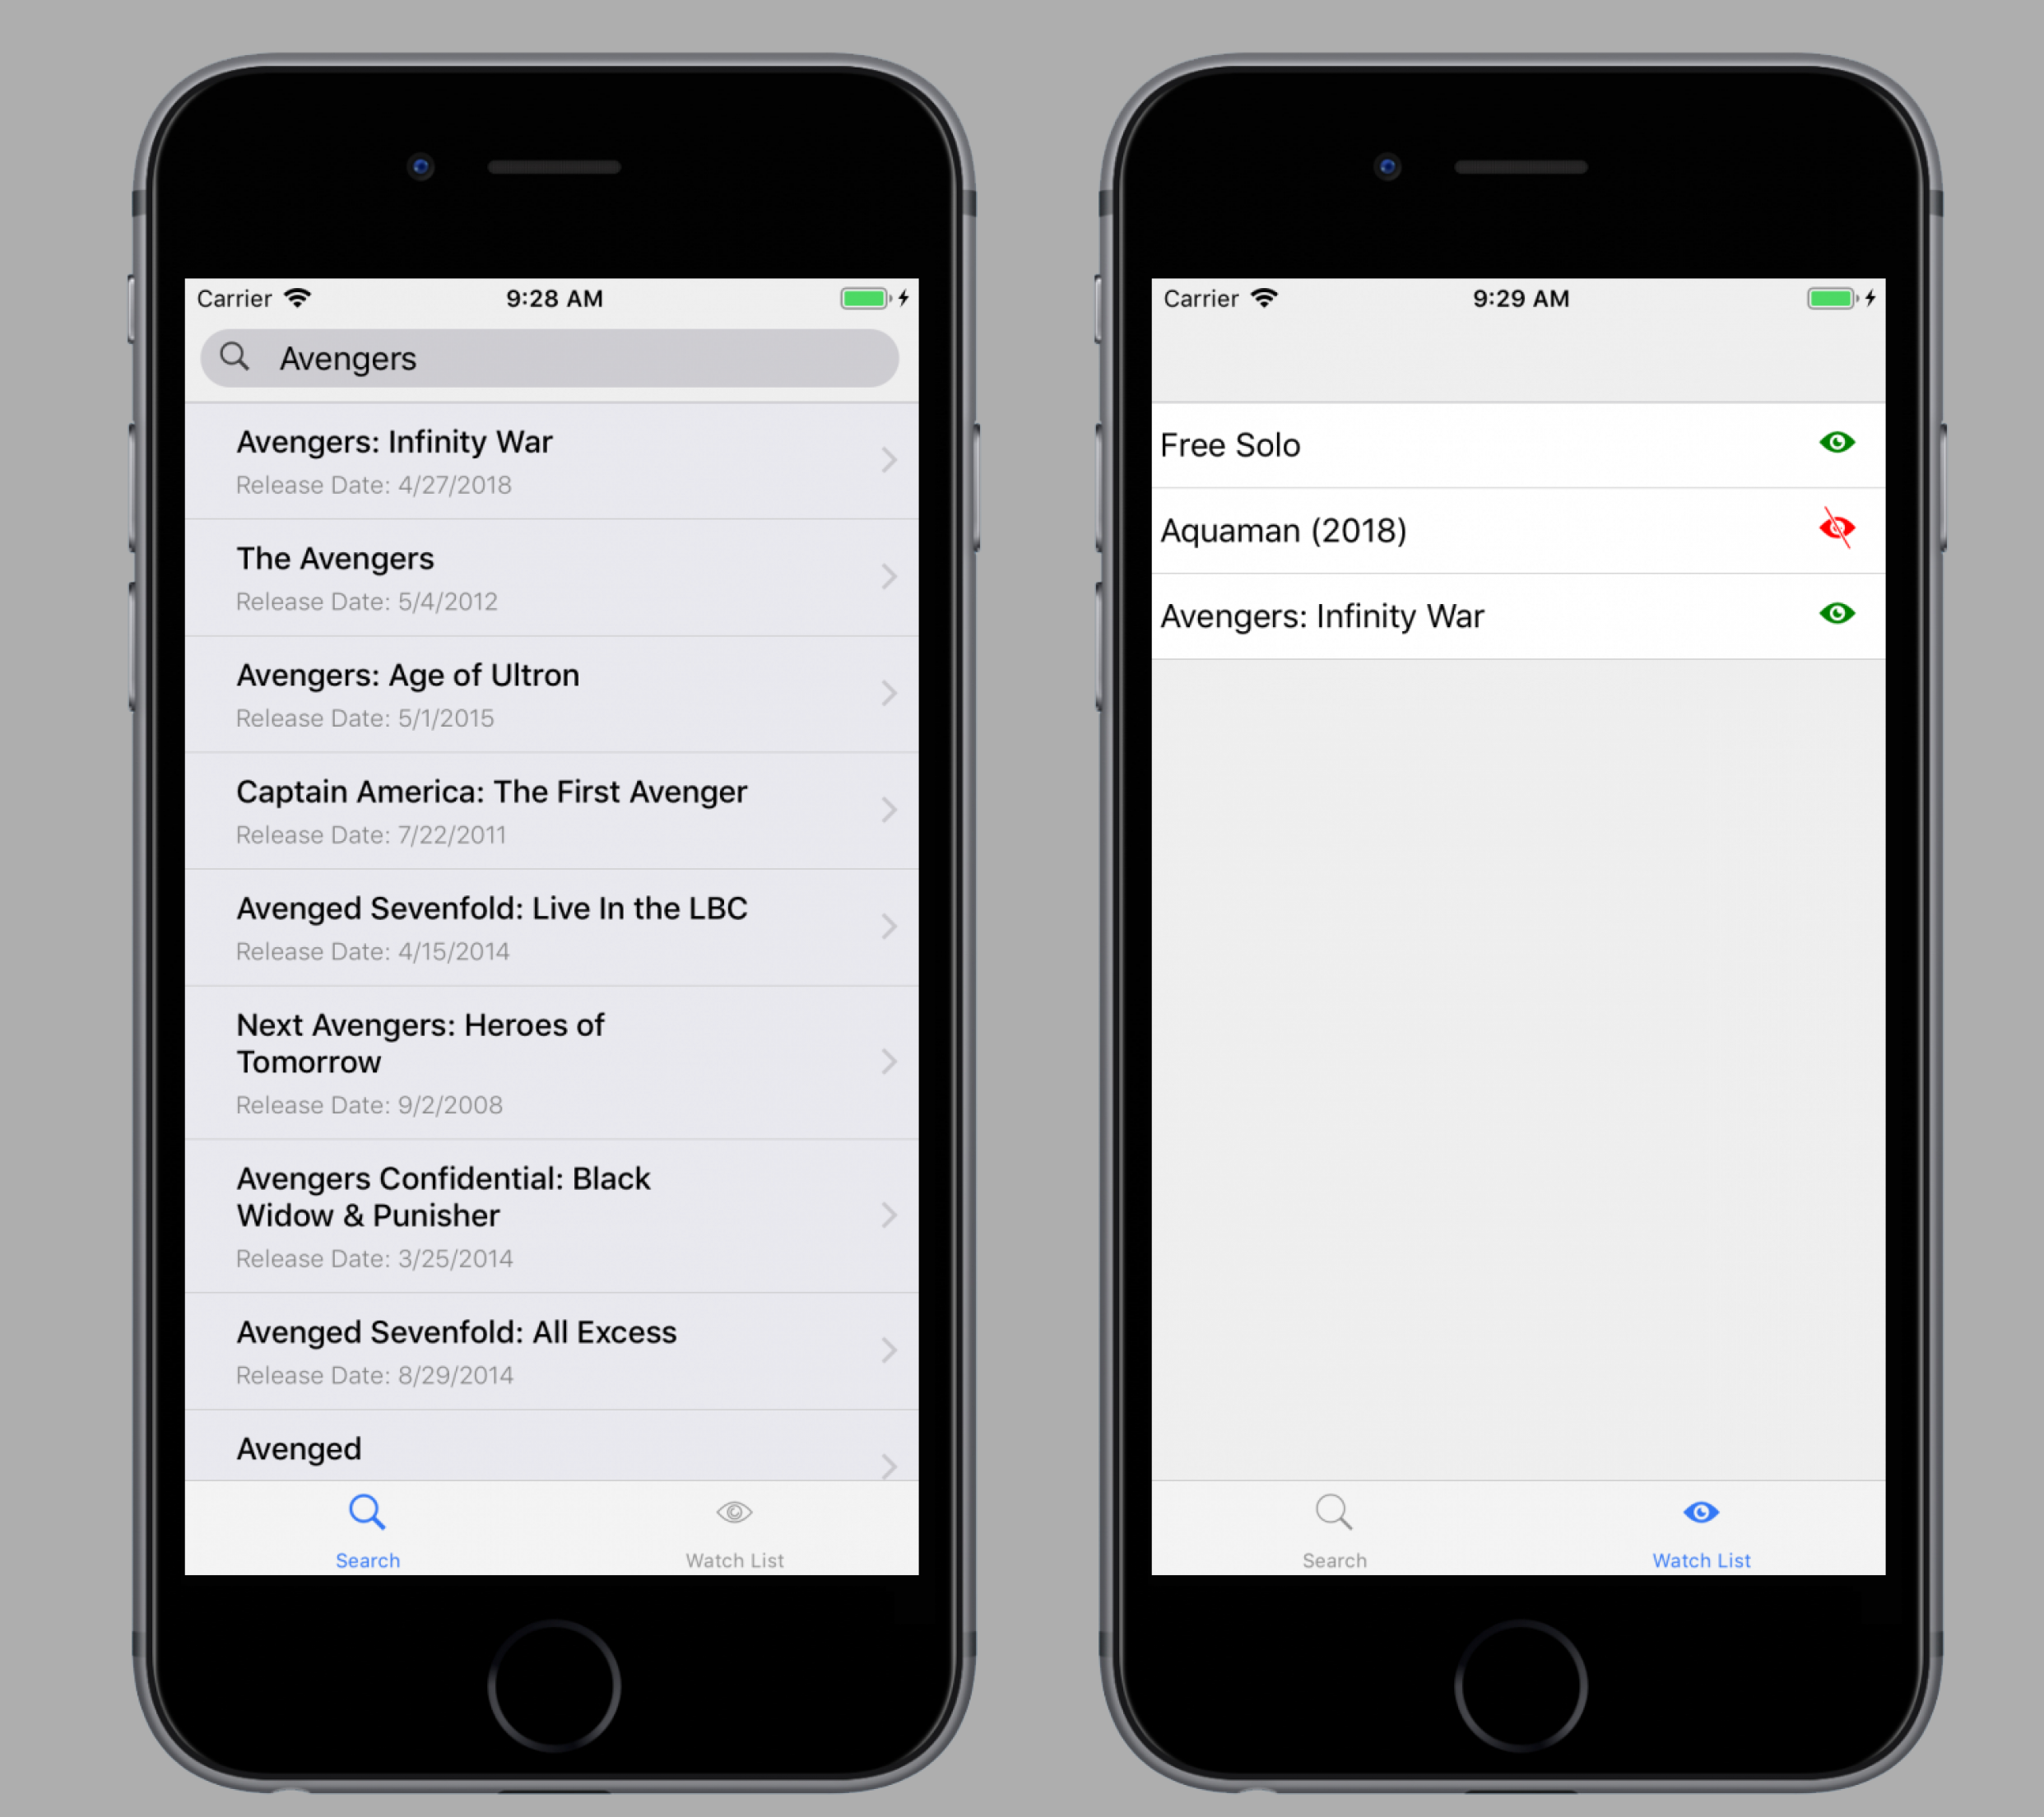 Carrier 9:28 AM
Avengers
Avengers: Infinity War
Release Date: 4/27/2018
The Avengers
Release Date: 5/4/2012
Avengers: Age of Ultron
Release Date: 5/1/2015
Captain America: The First Avenger
Release Date: 7/22/2011
Avenged Sevenfold: Live In the LBC
Release Date: 4/15/2014
Next Avengers: Heroes of
Tomorrow
Release Date: 9/2/2008
Avengers Confidential: Black
Widow & Punisher
Release Date: 3/25/2014
Avenged Sevenfold: All Excess
Release Date: 8/29/2014
Avenged
Search Watch List
Carrier 9:29 AM
Free Solo
Aquaman (2018)
Avengers: Infinity War
Search Watch List